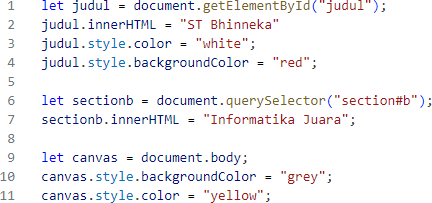 1 let judul = document.getElementById("judul");
2 judul.innerHTML = "ST Bhinneka"
3 judul.style.color = "white";
4 judul.style.backgroundColor = "red";
5
6 let sectionb = document.querySelector("section#b");
7 sectionb.innerHTML = "Informatika Juara";
8
9 let canvas = document.body;
10 canvas.style.backgroundColor = "grey";
11 canvas.style.color = "yellow";